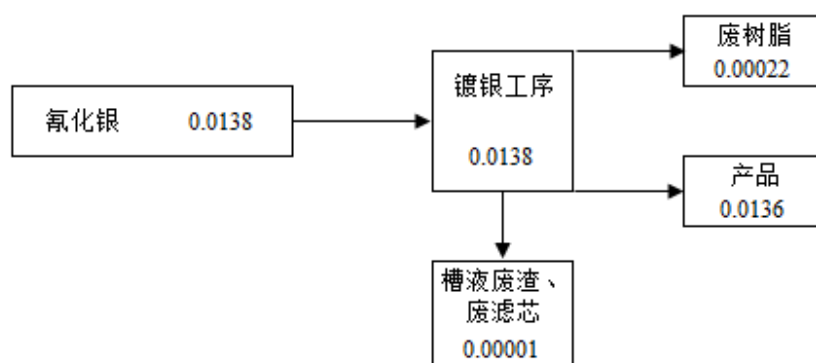 废树脂
0.00022
镀银工序
氰化银 0.0138
0.0138
产品
0.0136
槽液废渣、
废滤芯
0.00001